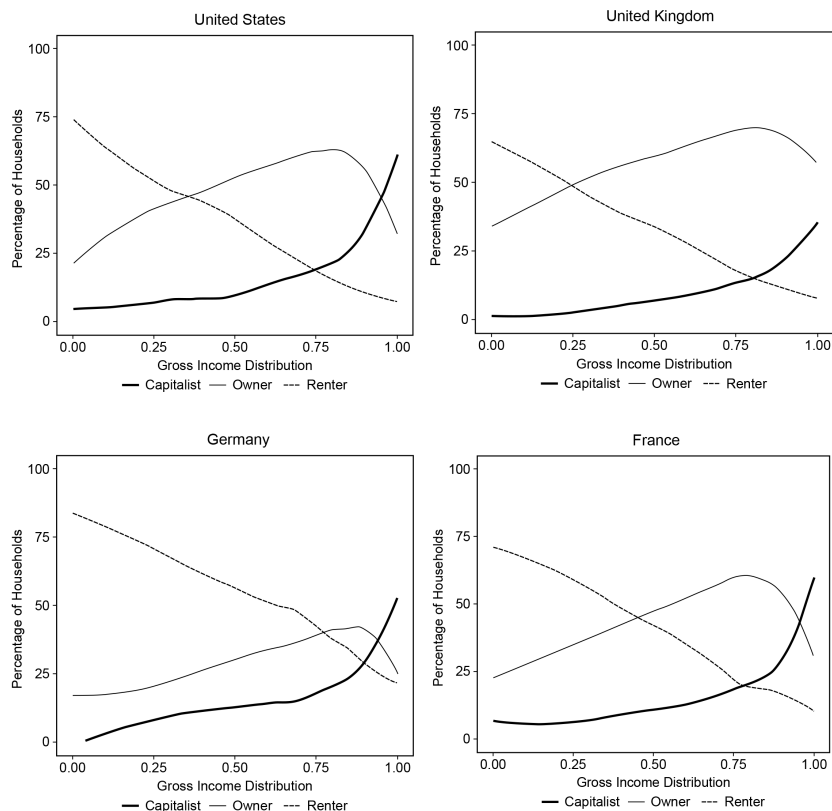 United States
100
75
50
25
0
Percentage of Households
0.00 0.25 0.50 0.75 1.00
Gross Income Distribution
Capitalist Owner Renter
United Kingdom
100
75
50
25
0
Percentage of Households
0.00 0.25 0.50 0.75 1.00
Gross Income Distribution
Capitalist Owner Renter
Germany
100
75
50
25
0
Percentage of Households
0.00 0.25 0.50 0.75 1.00
Gross Income Distribution
Capitalist Owner Renter
France
100
75
50
25
0
Percentage of Households
0.00 0.25 0.50 0.75 1.00
Gross Income Distribution
Capitalist Owner Renter